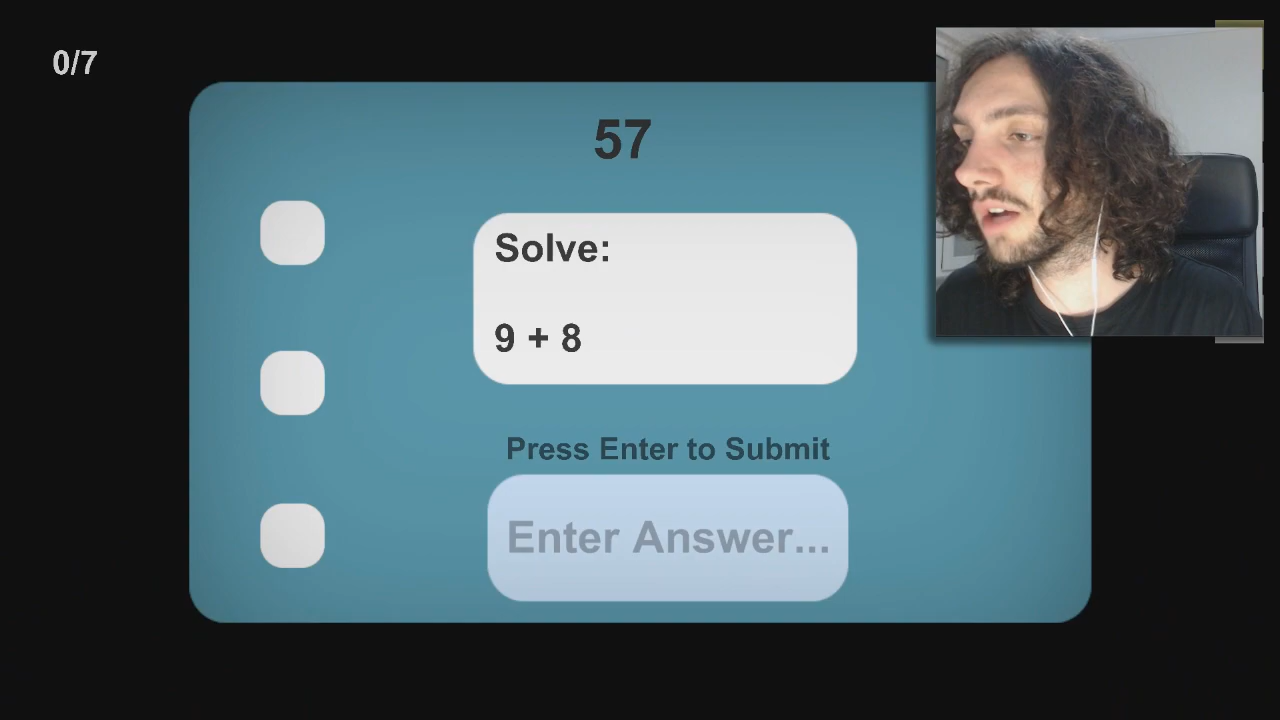 0/7
57
Solve:
9 + 8
Press Enter to Submit
Enter Answer...